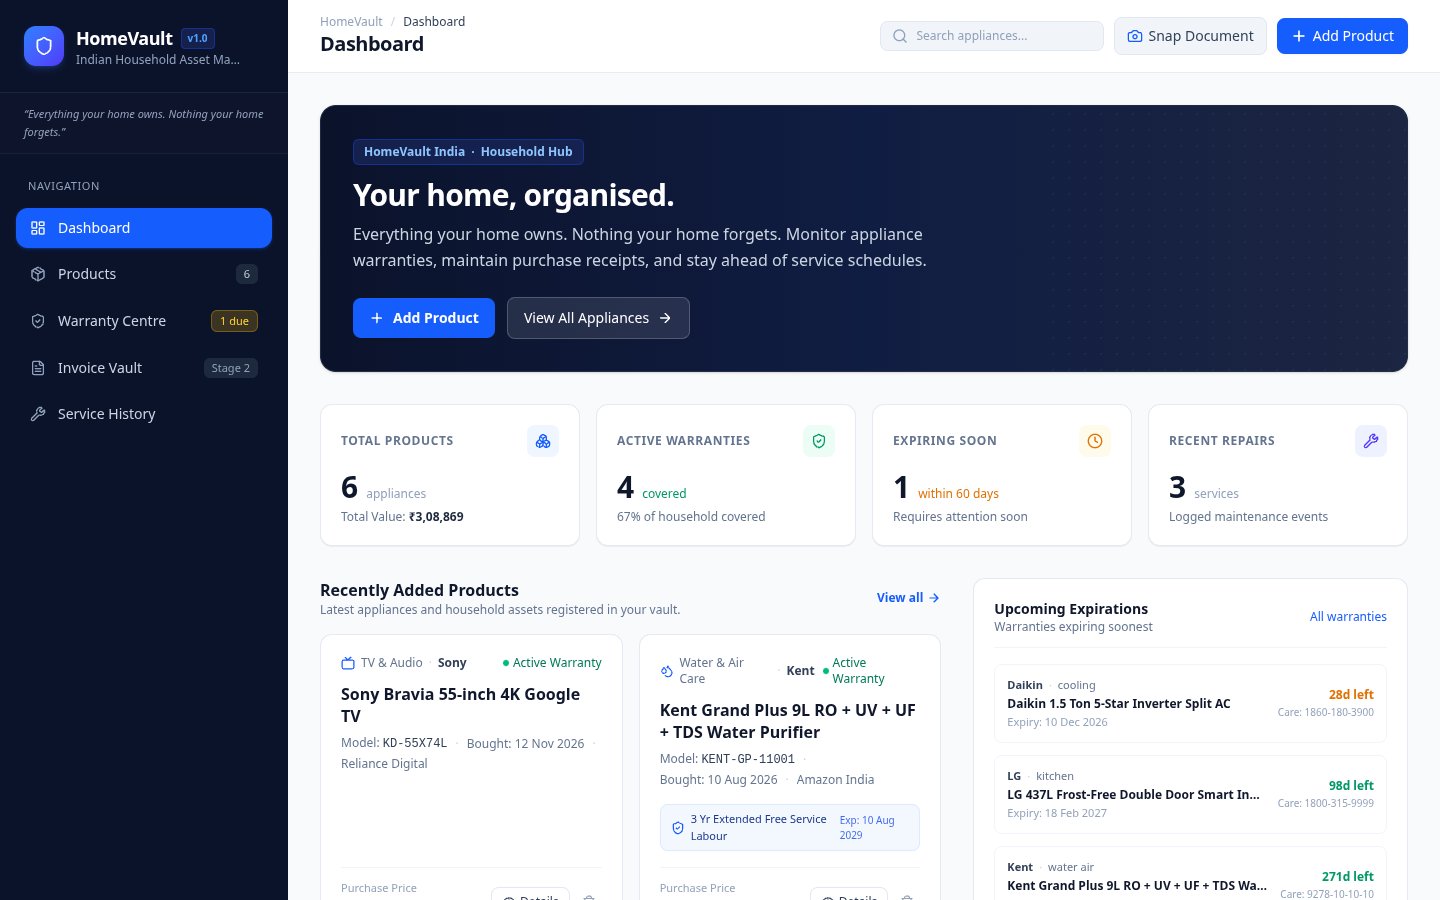 HomeVault v1.0
Indian Household Asset Ma...
“Everything your home owns. Nothing your home
forgets.”
NAVIGATION
Dashboard
Products 6
Warranty Centre 1 due
Invoice Vault Stage 2
Service History
HomeVault / Dashboard
Dashboard
Search appliances...
Snap Document
Add Product
HomeVault India · Household Hub
Your home, organised.
Everything your home owns. Nothing your home forgets. Monitor appliance
warranties, maintain purchase receipts, and stay ahead of service schedules.
Add Product
View All Appliances
TOTAL PRODUCTS
6 appliances
Total Value: ₹3,08,869
ACTIVE WARRANTIES
4 covered
67% of household covered
EXPIRING SOON
1 within 60 days
Requires attention soon
RECENT REPAIRS
3 services
Logged maintenance events
Recently Added Products
Latest appliances and household assets registered in your vault.
View all
TV & Audio · Sony
Active Warranty
Sony Bravia 55-inch 4K Google
TV
Model: KD-55X74L · Bought: 12 Nov 2026 ·
Reliance Digital
Purchase Price
Details
Water & Air
Care
· Kent
Active
Warranty
Kent Grand Plus 9L RO + UV + UF
+ TDS Water Purifier
Model: KENT-GP-11001 ·
Bought: 10 Aug 2026 · Amazon India
3 Yr Extended Free Service
Labour
Exp: 10 Aug
2029
Purchase Price
Details
Upcoming Expirations
Warranties expiring soonest
All warranties
Daikin · cooling
Daikin 1.5 Ton 5-Star Inverter Split AC
Expiry: 10 Dec 2026
28d left
Care: 1860-180-3900
LG · kitchen
LG 437L Frost-Free Double Door Smart In...
Expiry: 18 Feb 2027
98d left
Care: 1800-315-9999
Kent · water air
Kent Grand Plus 9L RO + UV + UF + TDS Wa...
271d left
Care: 9278-10-10-10